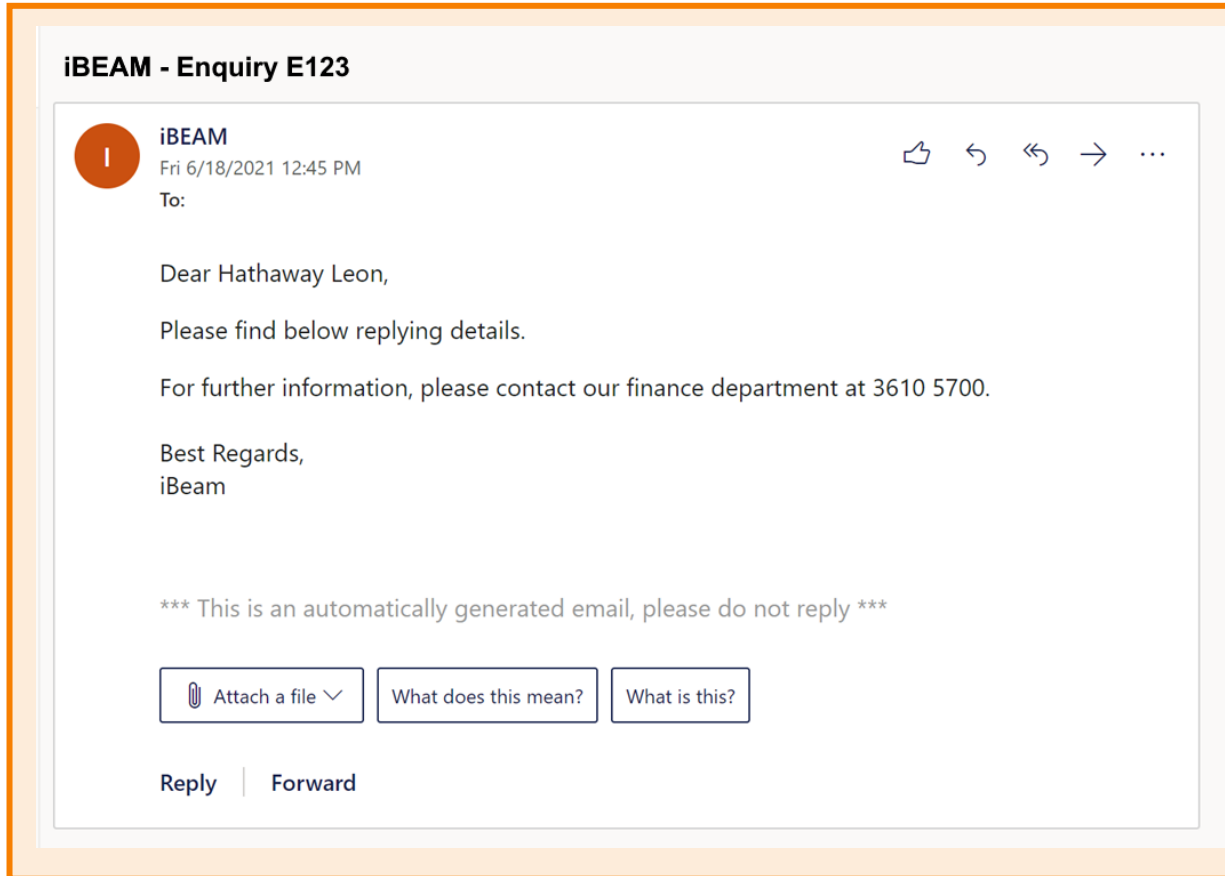 iBEAM - Enquiry E123
I
iBEAM
Fri 6/18/2021 12:45 PM
To:
Dear Hathaway Leon,
Please find below replying details.
For further information, please contact our finance department at 3610 5700.
Best Regards,
iBeam
*** This is an automatically generated email, please do not reply ***
Attach a file What does this mean? What is this?
Reply Forward